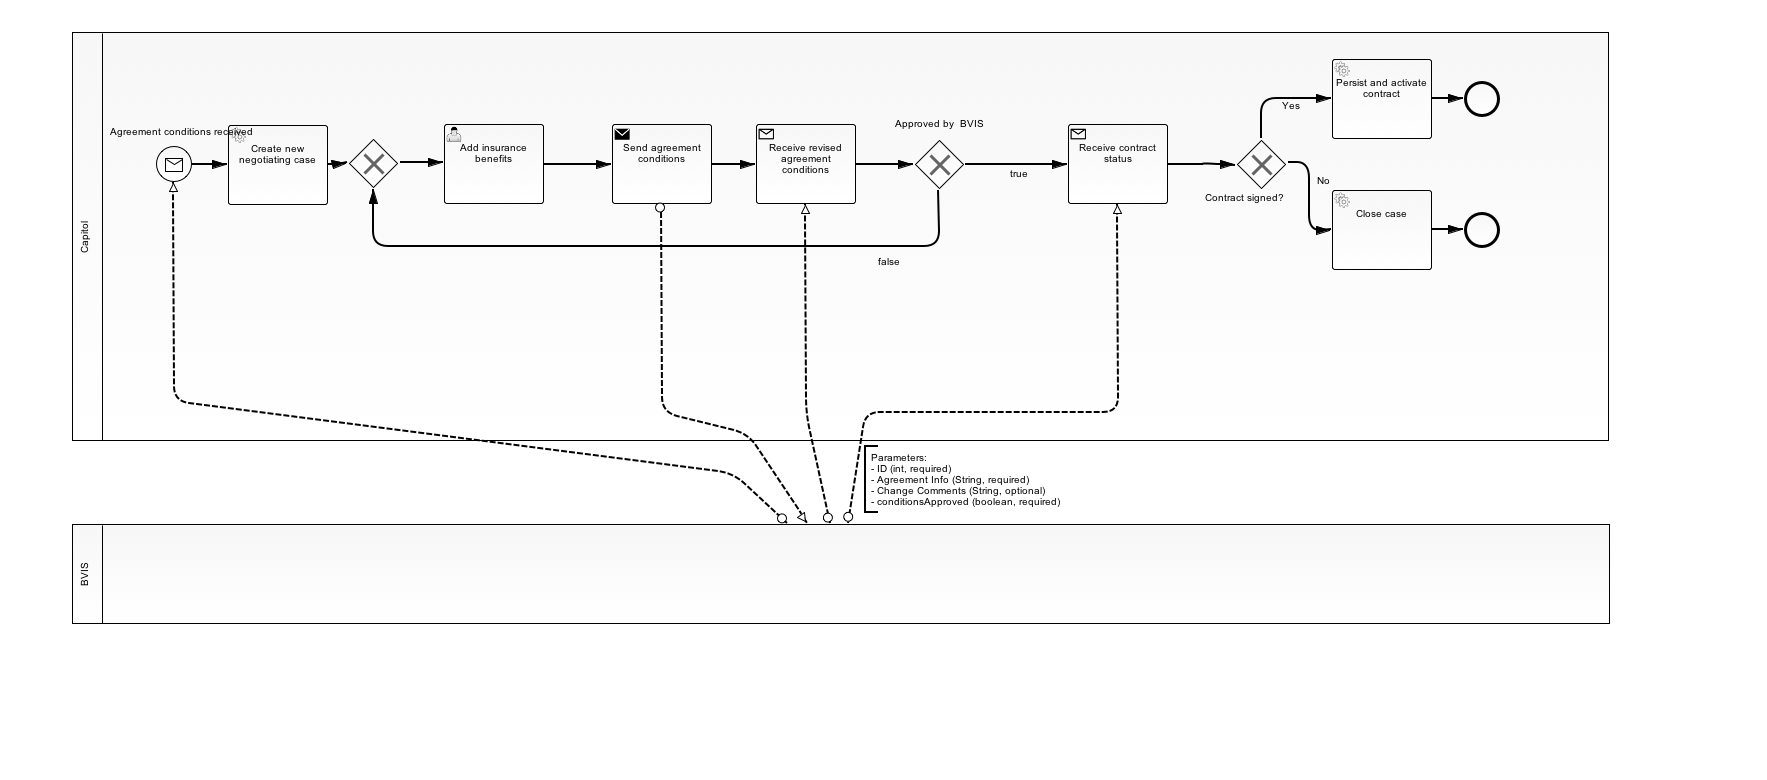 Capitol
Agreement conditions received
Create new
negotiating case
Add insurance
benefits
Send agreement
conditions
Receive revised
agreement
conditions
Approved by  BVIS
true
false
Receive contract
status
Contract signed?
Yes
No
Persist and activate
contract
Close case
Parameters:
- ID (int, required)
- Agreement Info (String, required)
- Change Comments (String, optional)
- conditionsApproved (boolean, required)
BVIS